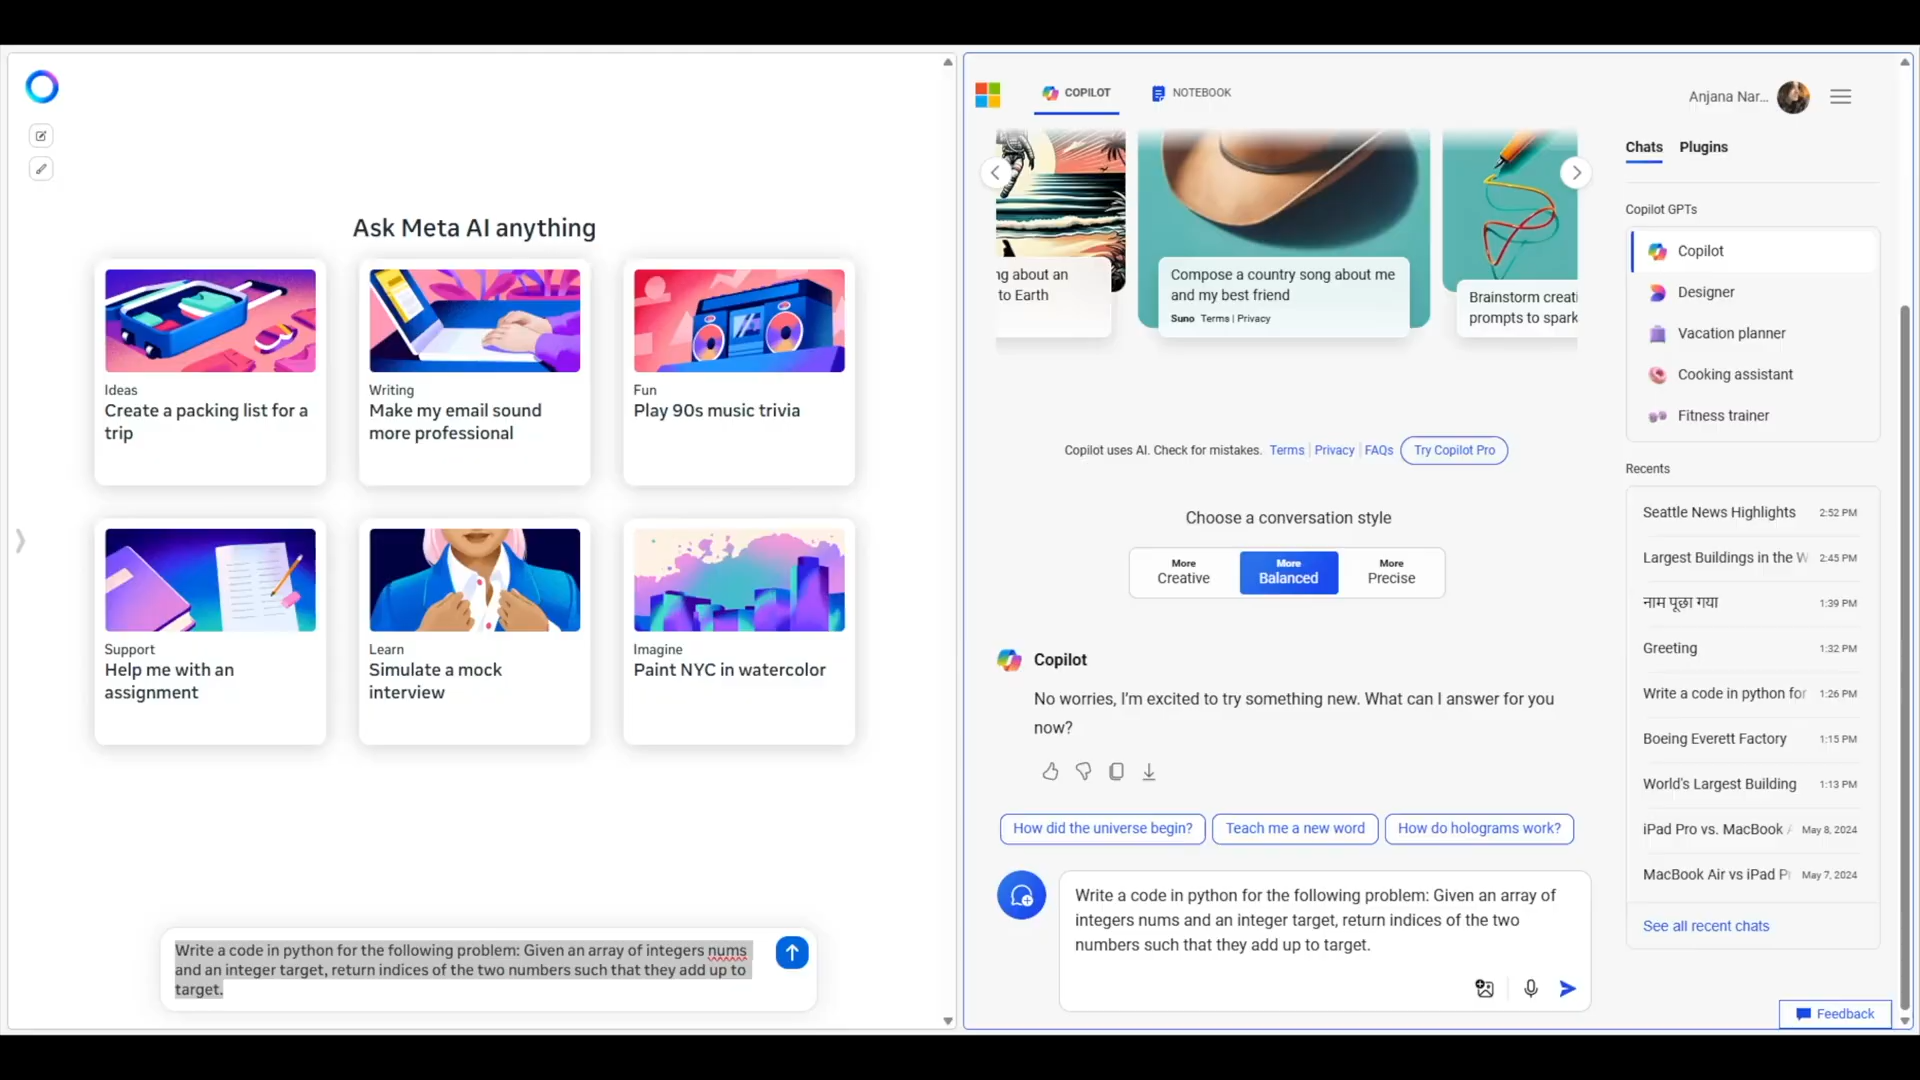 Ask Meta AI anything
Ideas
Create a packing list for a
trip
Writing
Make my email sound
more professional
Fun
Play 90s music trivia
Support
Help me with an
assignment
Learn
Simulate a mock
interview
Imagine
Paint NYC in watercolor
Write a code in python for the following problem: Given an array of integers nums
and an integer target, return indices of the two numbers such that they add up to
target.
COPILOT
NOTEBOOK
Anjana Nar...
ng about an
to Earth
Compose a country song about me
and my best friend
Suno Terms | Privacy
Brainstorm creati
prompts to spark
Copilot uses AI. Check for mistakes. Terms | Privacy | FAQs Try Copilot Pro
Choose a conversation style
More
Creative
More
Balanced
More
Precise
Copilot
No worries, I'm excited to try something new. What can I answer for you
now?
How did the universe begin?
Teach me a new word
How do holograms work?
Write a code in python for the following problem: Given an array of
integers nums and an integer target, return indices of the two
numbers such that they add up to target.
Chats
Plugins
Copilot GPTs
Copilot
Designer
Vacation planner
Cooking assistant
Fitness trainer
Recents
Seattle News Highlights 2:52 PM
Largest Buildings in the W 2:45 PM
नाम पूछा गया 1:39 PM
Greeting 1:32 PM
Write a code in python for 1:26 PM
Boeing Everett Factory 1:15 PM
World's Largest Building 1:13 PM
iPad Pro vs. MacBook May 8, 2024
MacBook Air vs iPad P May 7, 2024
See all recent chats
Feedback